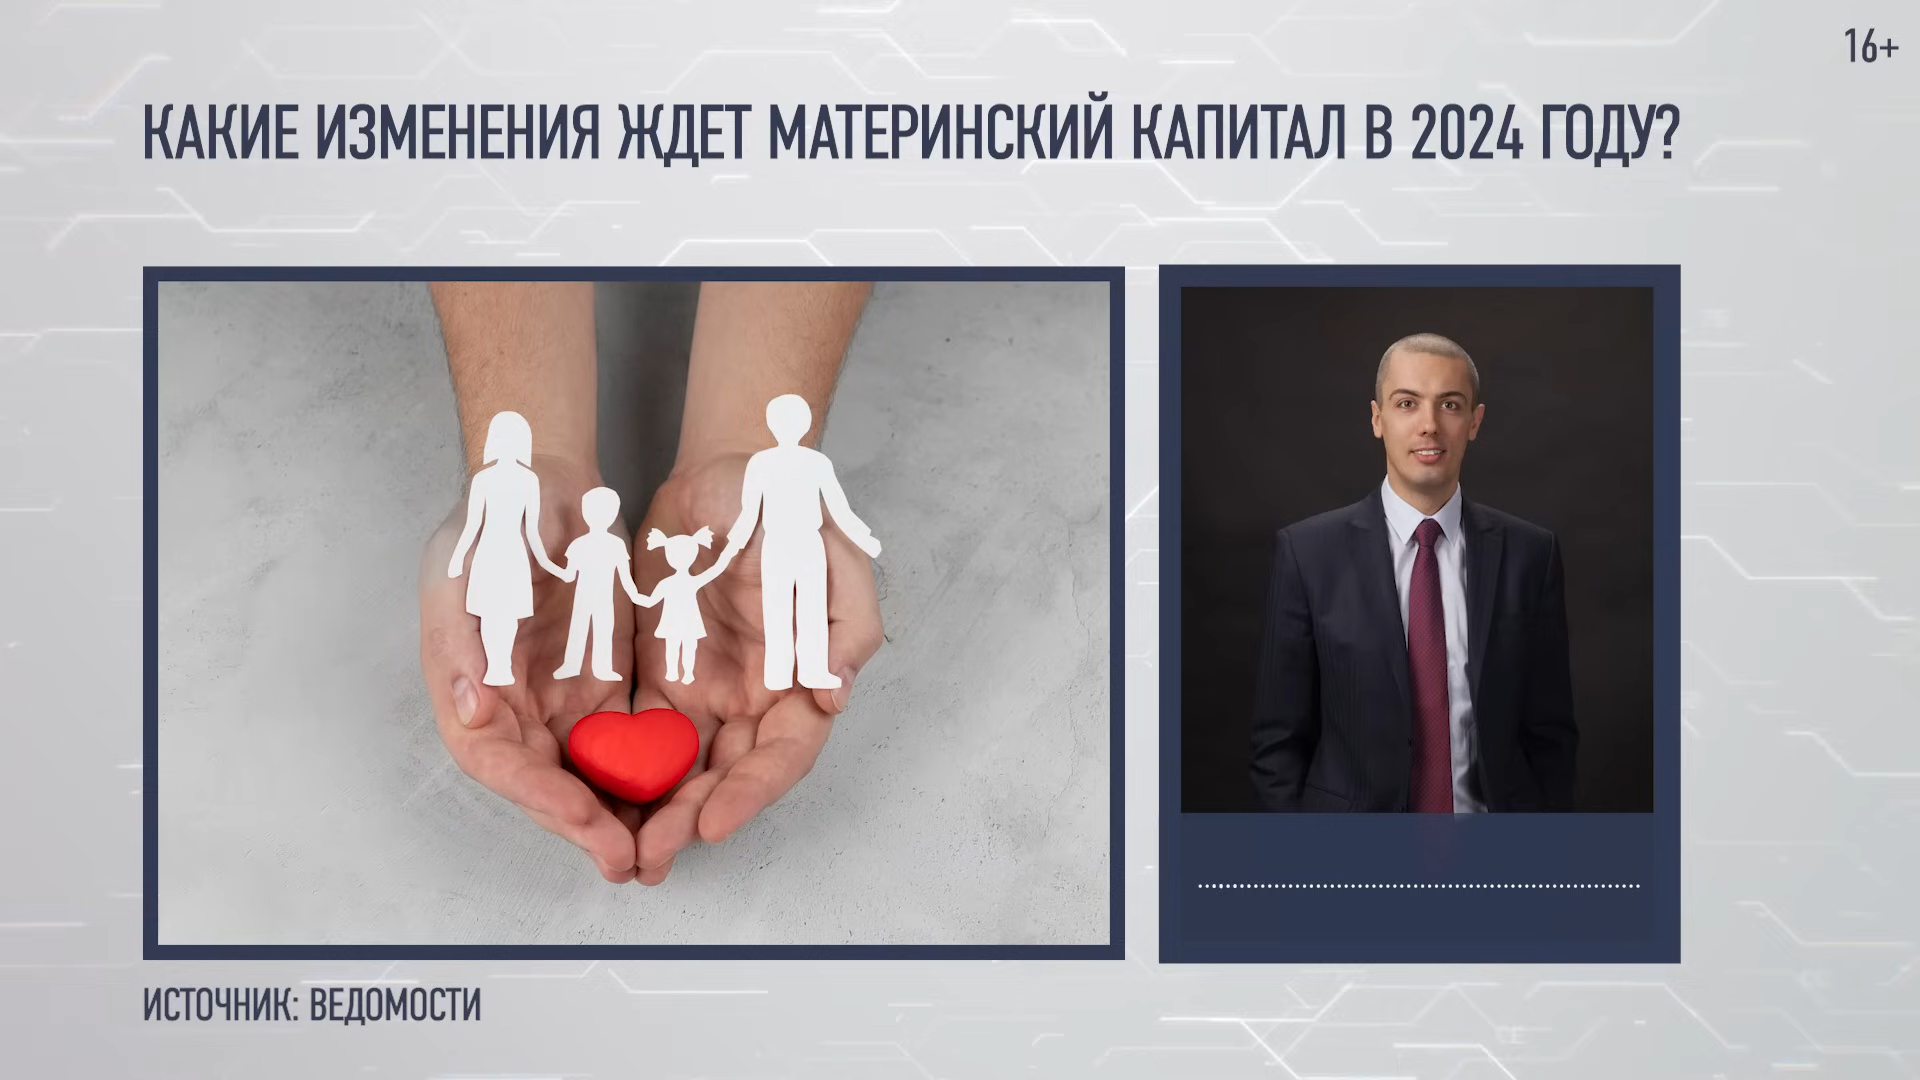 16+
КАКИЕ ИЗМЕНЕНИЯ ЖДЕТ МАТЕРИНСКИЙ КАПИТАЛ В 2024 ГОДУ?
ИСТОЧНИК: ВЕДОМОСТИ